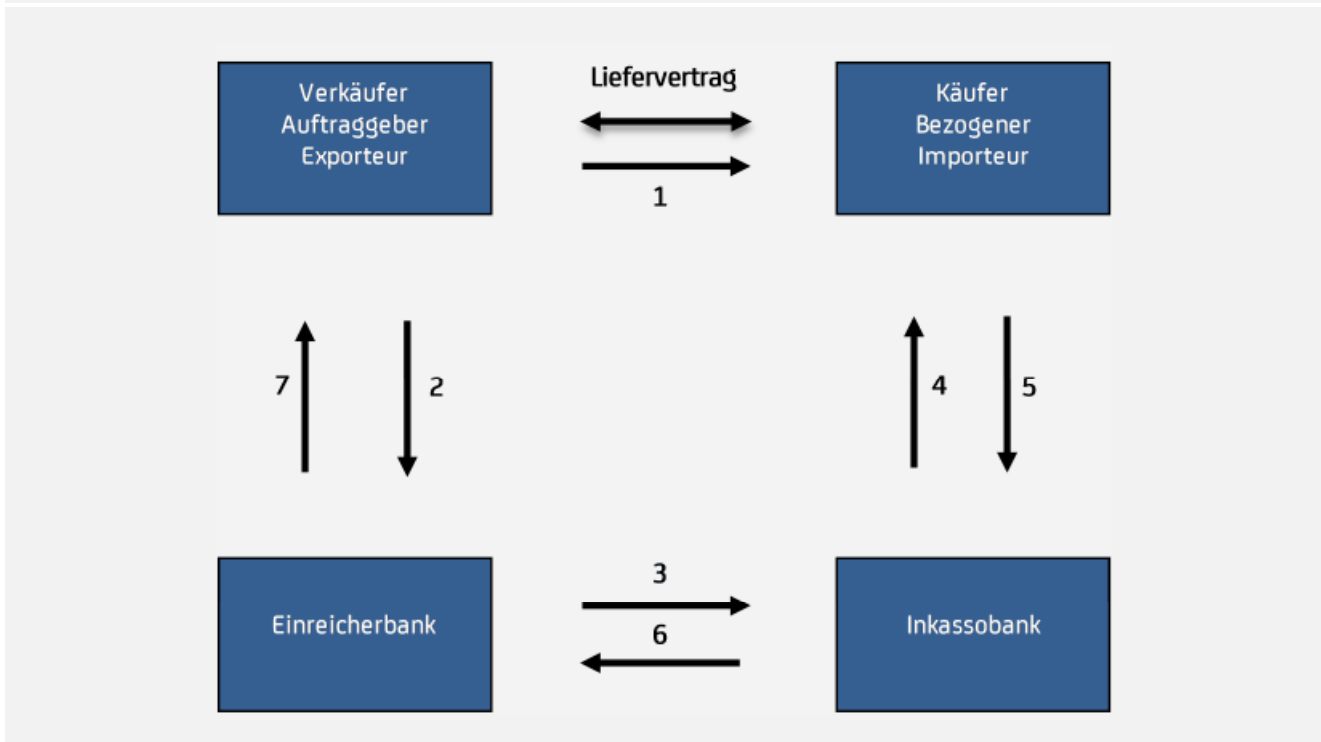 Liefervertrag
Verkäufer
Auftraggeber
Exporteur
Käufer
Bezogener
Importeur
1
7
2
4
5
3
6
Einreicherbank
Inkassobank